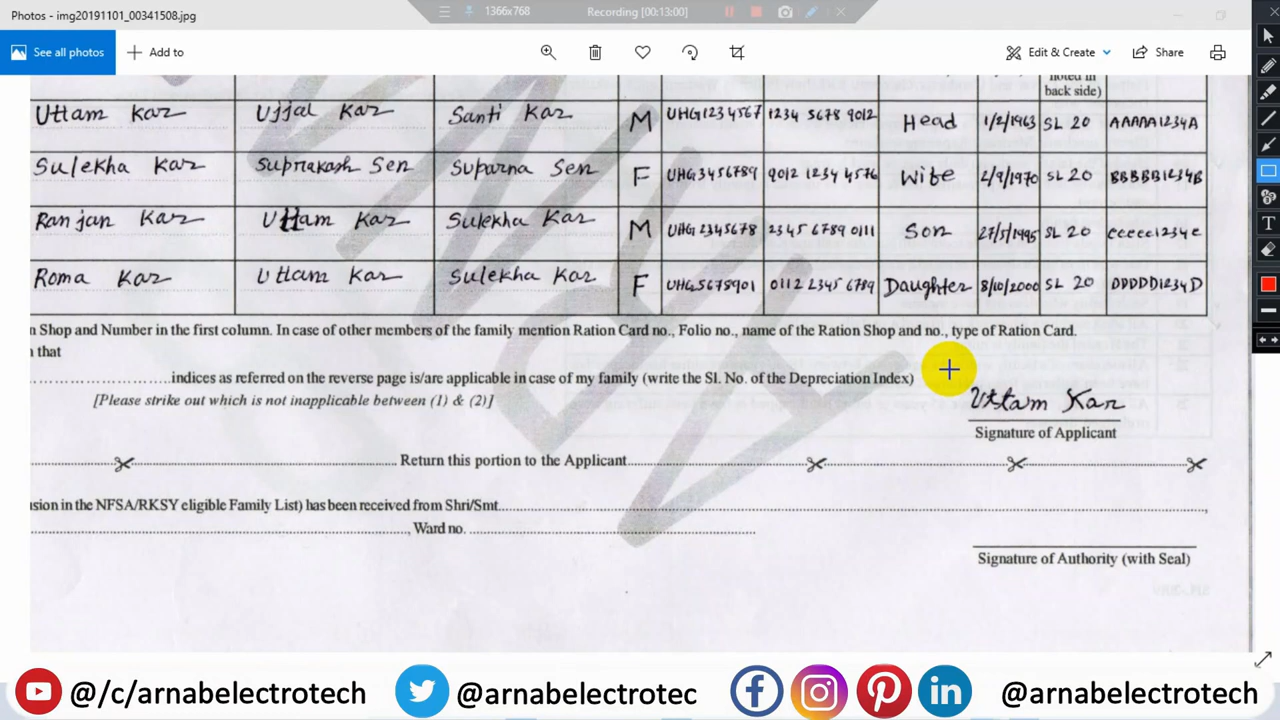 Photos - img20191101_00341508.jpg
1366x768
Recording [00:13:00]
See all photos
Add to
Edit & Create
Share
noted in
back side)
Uttam Kar Ujjal Kar Santi Kar M UHG1234567 1234 5678 9012 Head 1/2/1963 SL 20 AAAAA1234A
Sulekha Kar Suprakash Sen Suparna Sen F UHG3456789 9012 1234 4576 Wife 2/9/1970 SL 20 BBBBB1234B
Ranjan Kar Uttam Kar Sulekha Kar M UHG2345678 2345 6789 0111 Son 27/5/1995 SL 20 CCCCC1234C
Roma Kar Uttam Kar Sulekha Kar F UHG5678901 0112 2345 6789 Daughter 8/10/2000 SL 20 DDDDD1234D
n Shop and Number in the first column. In case of other members of the family mention Ration Card no., Folio no., name of the Ration Shop and no., type of Ration Card.
n that
indices as referred on the reverse page is/are applicable in case of my family (write the Sl. No. of the Depreciation Index)
[Please strike out which is not inapplicable between (1) & (2)]
Uttam Kar
Signature of Applicant
Return this portion to the Applicant
usion in the NFSA/RKSY eligible Family List) has been received from Shri/Smt
, Ward no.
Signature of Authority (with Seal)
@/c/arnabelectrotech
@arnabelectrotec
@arnabelectrotech